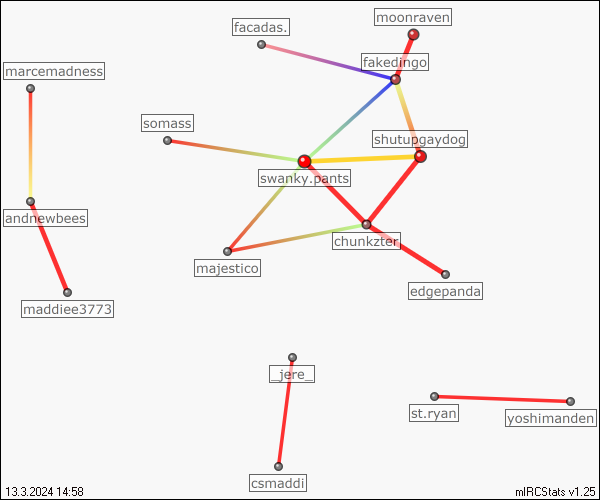 moonraven
facadas.
fakedingo
marcemadness
somass
shutupgaydog
swanky.pants
andnewbees
chunkzter
majestico
edgepanda
maddiee3773
_jere_
st.ryan
yoshimanden
csmaddi
13.3.2024 14:58
mIRCStats v1.25